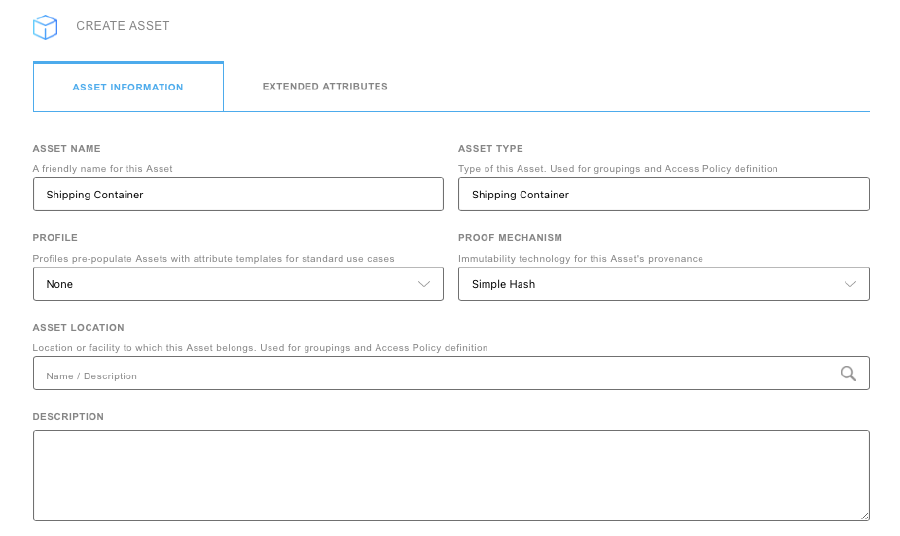 CREATE ASSET
ASSET INFORMATION
EXTENDED ATTRIBUTES
ASSET NAME
A friendly name for this Asset
Shipping Container
ASSET TYPE
Type of this Asset. Used for groupings and Access Policy definition
Shipping Container
PROFILE
Profiles pre-populate Assets with attribute templates for standard use cases
None
PROOF MECHANISM
Immutability technology for this Asset's provenance
Simple Hash
ASSET LOCATION
Location or facility to which this Asset belongs. Used for groupings and Access Policy definition
Name / Description
DESCRIPTION